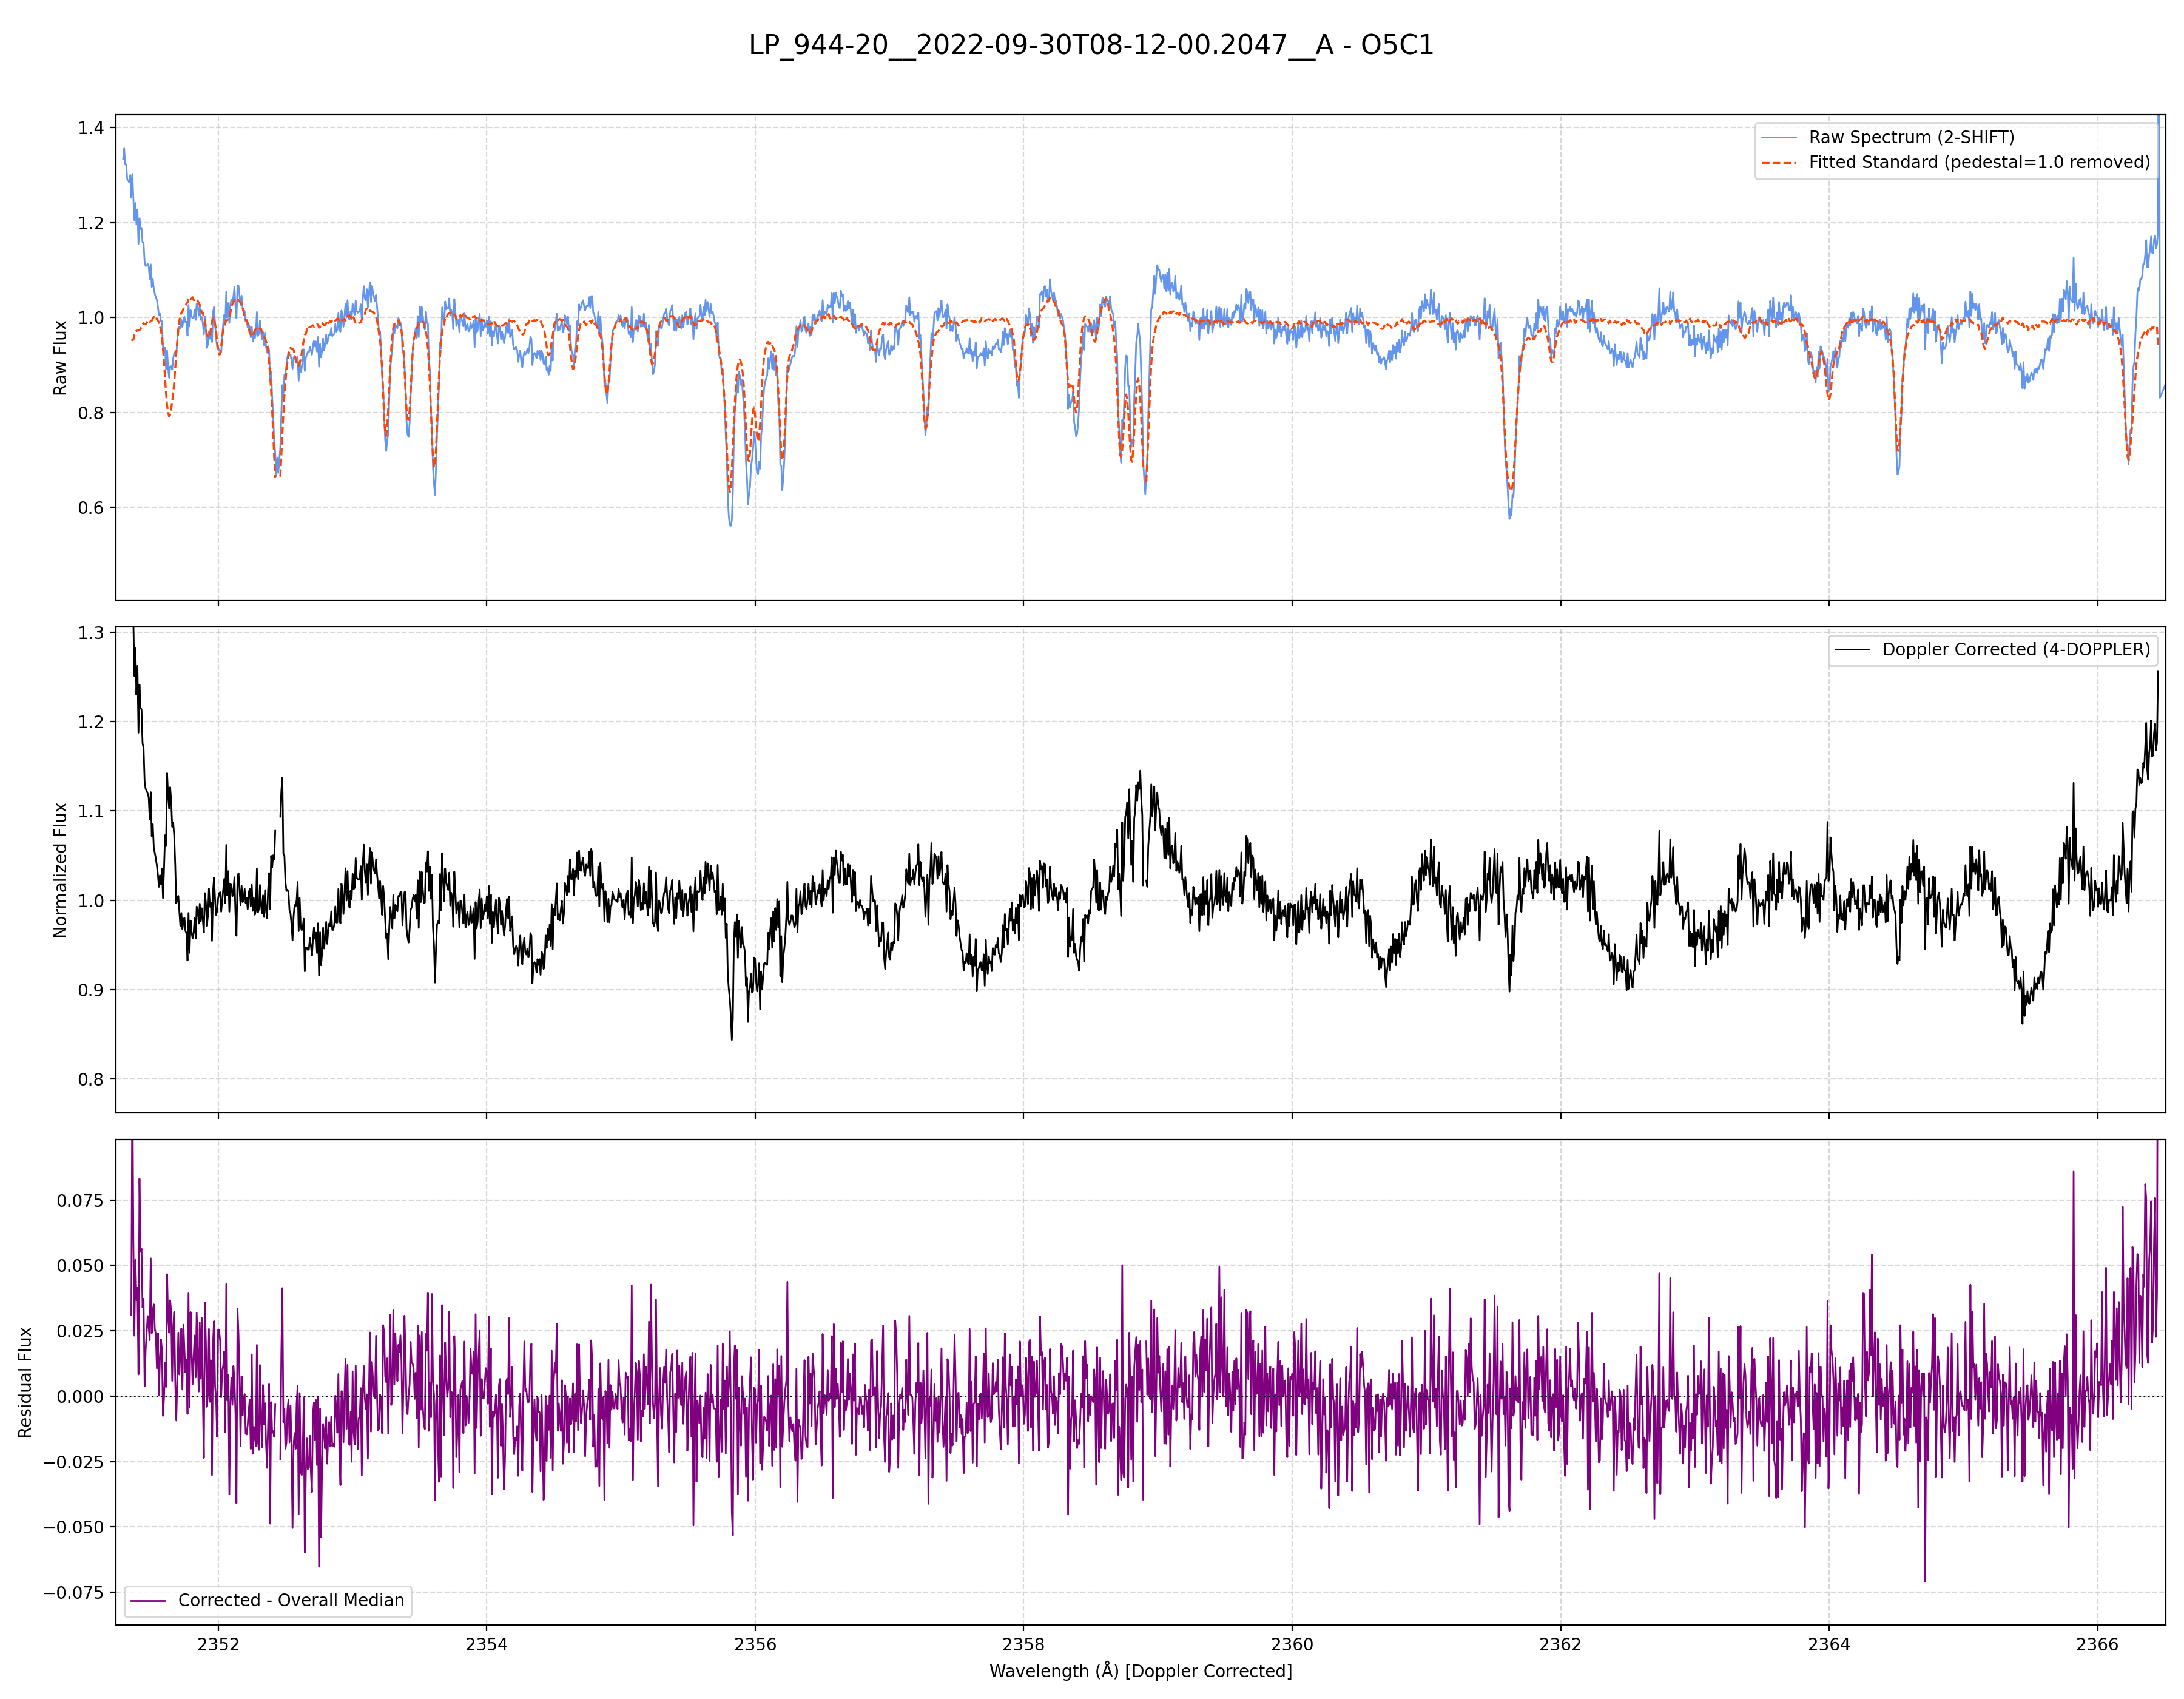 LP_944-20__2022-09-30T08-12-00.2047__A - O5C1
1.4
1.2
1.0
0.8
0.6
Raw Flux
Raw Spectrum (2-SHIFT)
Fitted Standard (pedestal=1.0 removed)
1.3
1.2
1.1
1.0
0.9
0.8
Normalized Flux
Doppler Corrected (4-DOPPLER)
0.075
0.050
0.025
0.000
−0.025
−0.050
−0.075
Residual Flux
Corrected - Overall Median
2352
2354
2356
2358
2360
2362
2364
2366
Wavelength (Å) [Doppler Corrected]